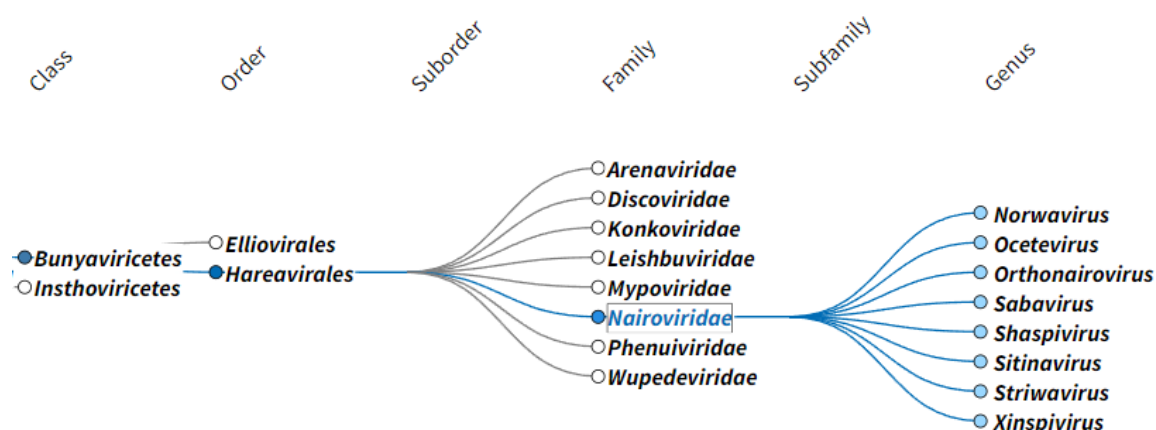 Class
Order
Suborder
Family
Subfamily
Genus
Bunyaviricetes
Insthoviricetes
Elliovirales
Hareavirales
Arenaviridae
Discoviridae
Konkoviridae
Leishbuviridae
Mypoviridae
Nairoviridae
Phenuiviridae
Wupedeviridae
Norwavirus
Ocetevirus
Orthonairovirus
Sabavirus
Shaspivirus
Sitinavirus
Striwavirus
Xinspivirus